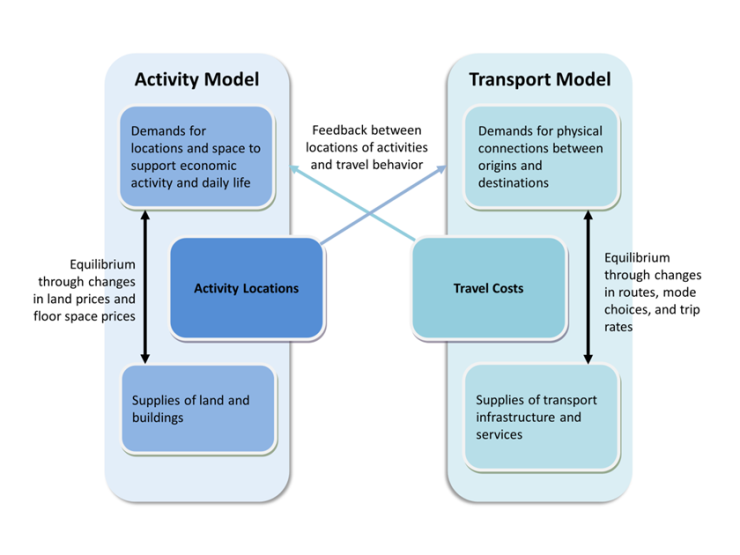 Activity Model
Demands for
locations and space to
support economic
activity and daily life
Equilibrium
through changes
in land prices and
floor space prices
Activity Locations
Supplies of land and
buildings
Feedback between
locations of activities
and travel behavior
Transport Model
Demands for physical
connections between
origins and
destinations
Travel Costs
Equilibrium
through changes
in routes, mode
choices, and trip
rates
Supplies of transport
infrastructure and
services